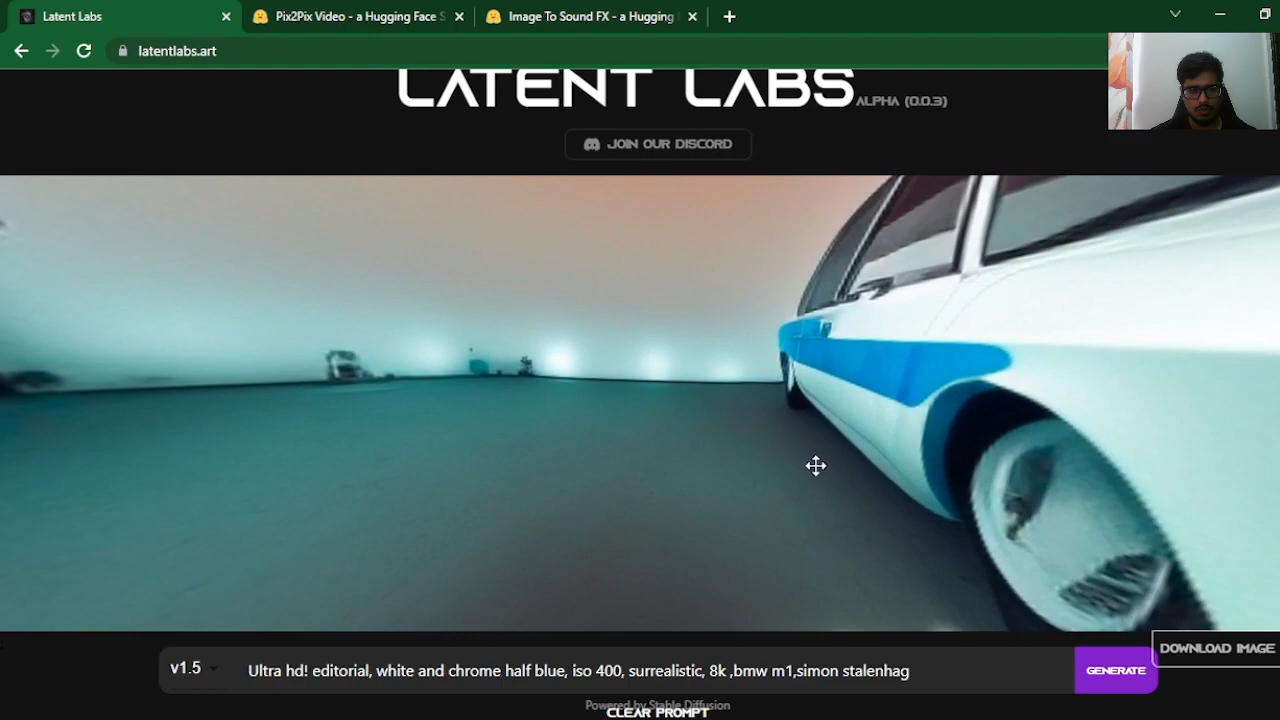 Latent Labs
Pix2Pix Video - a Hugging Face S
Image To Sound FX - a Hugging
latentlabs.art
LATENT LABS
ALPHA (0.0.3)
JOIN OUR DISCORD
DOWNLOAD IMAGE
v1.5
Ultra hd! editorial, white and chrome half blue, iso 400, surrealistic, 8k ,bmw m1,simon stalenhag
GENERATE
Powered by Stable Diffusion
CLEAR PROMPT